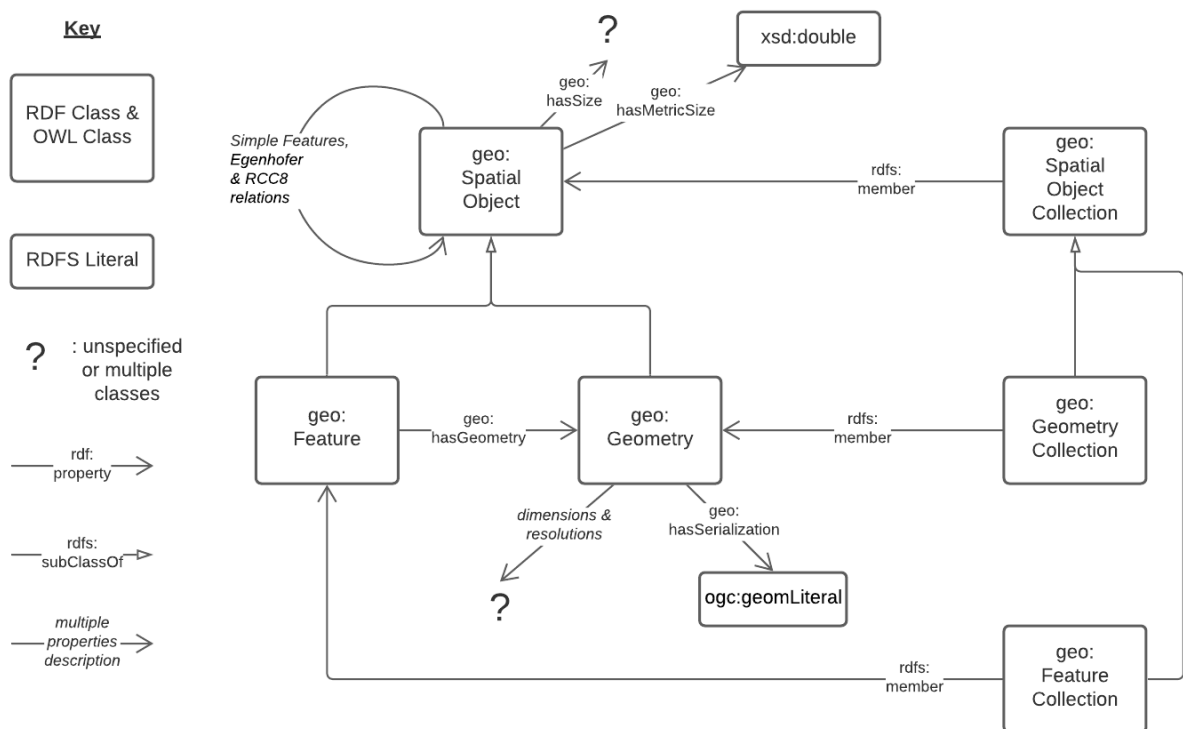 Key
RDF Class &
OWL Class
RDFS Literal
?
: unspecified
or multiple
classes
rdf:
property
rdfs:
subClassOf
multiple
properties
description
?
xsd:double
geo:
hasSize
geo:
hasMetricSize
Simple Features,
Egenhofer
& RCC8
relations
geo:
Spatial
Object
rdfs:
member
geo:
Spatial
Object
Collection
geo:
Feature
geo:
hasGeometry
geo:
Geometry
rdfs:
member
geo:
Geometry
Collection
dimensions &
resolutions
geo:
hasSerialization
?
ogc:geomLiteral
rdfs:
member
geo:
Feature
Collection